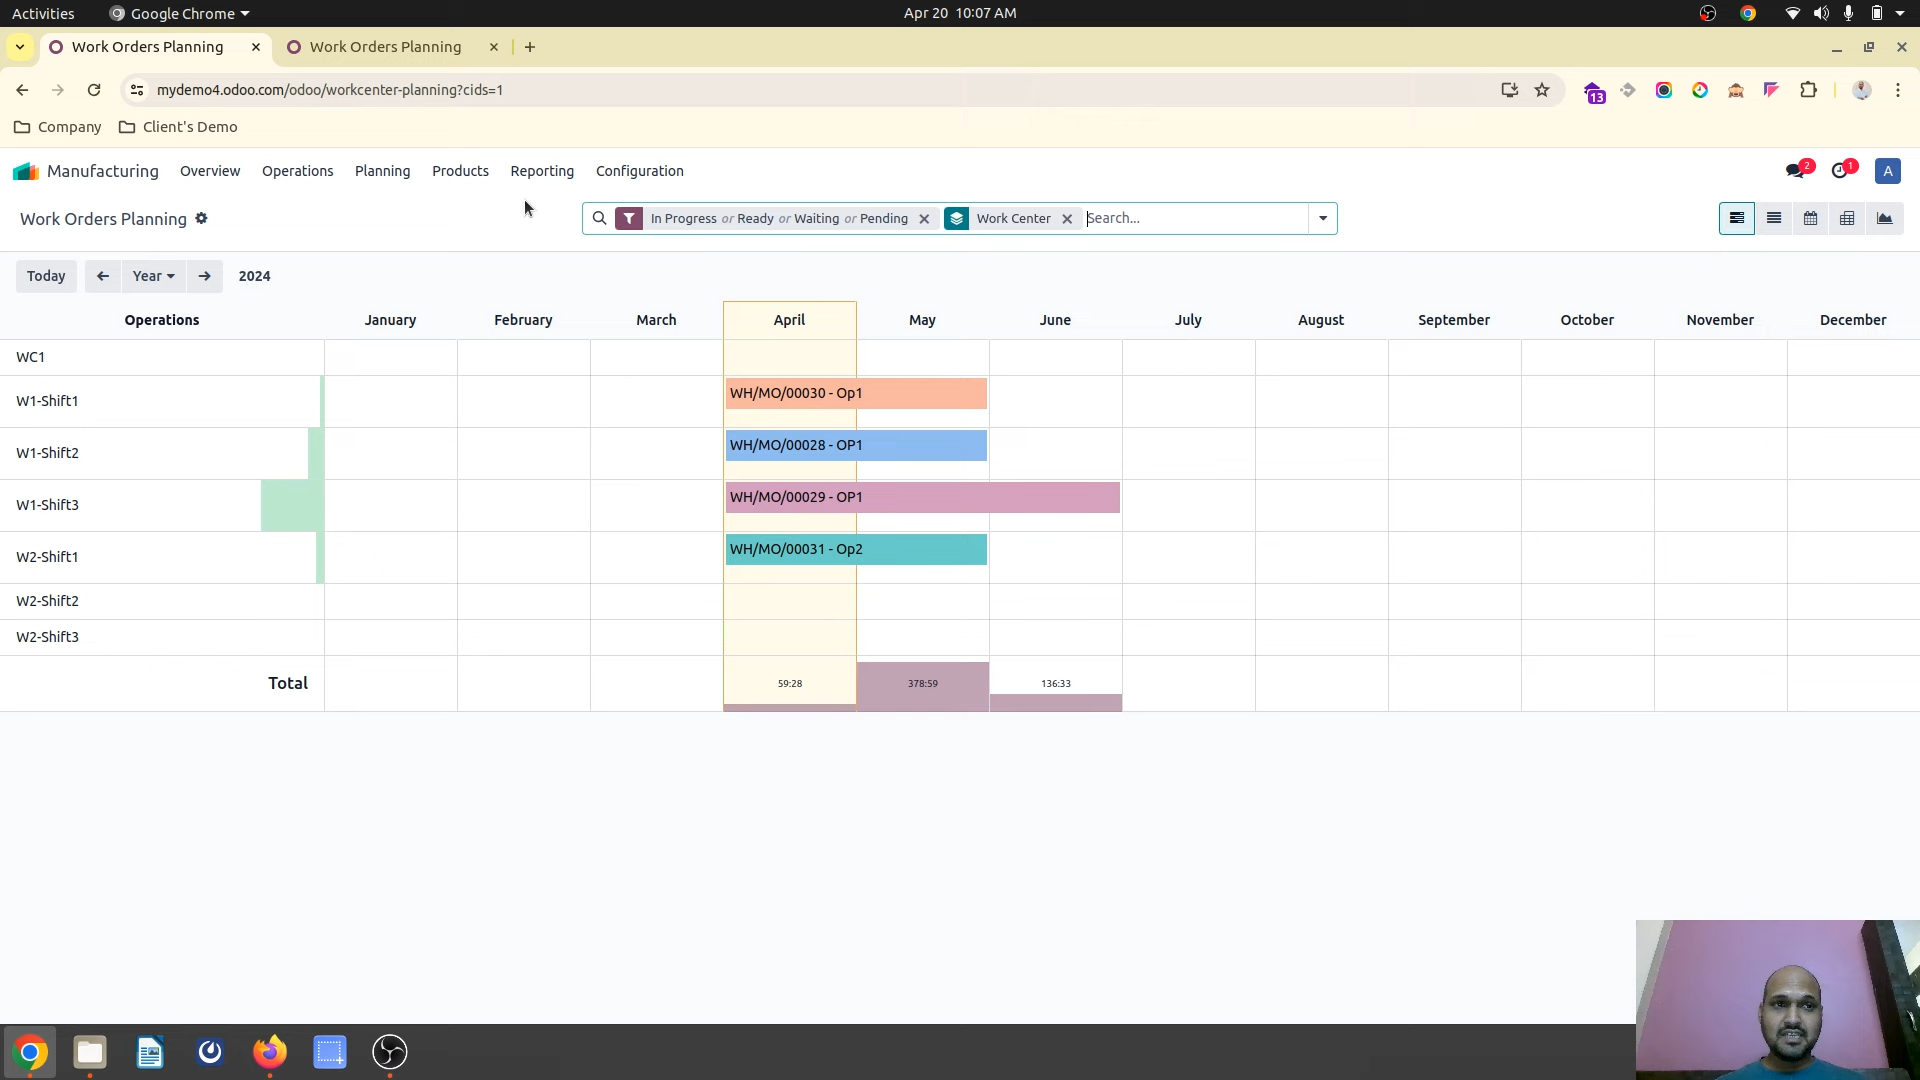 Activities Google Chrome Apr 20 10:07 AM
Work Orders Planning Work Orders Planning
mydemo4.odoo.com/odoo/workcenter-planning?cids=1 13
Company Client's Demo
Manufacturing Overview Operations Planning Products Reporting Configuration 2 1 A
Work Orders Planning In Progress or Ready or Waiting or Pending Work Center Search...
Today Year 2024
Operations January February March April May June July August September October November December
WC1
W1-Shift1 WH/MO/00030 - Op1
W1-Shift2 WH/MO/00028 - OP1
W1-Shift3 WH/MO/00029 - OP1
W2-Shift1 WH/MO/00031 - Op2
W2-Shift2
W2-Shift3
Total 59:28 378:59 136:33